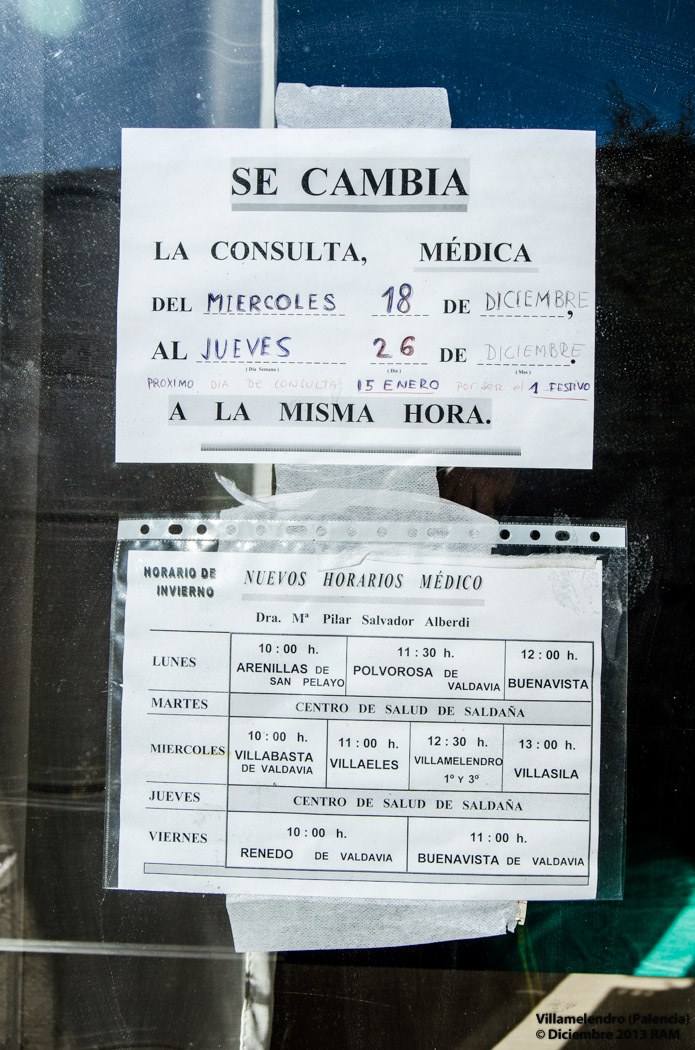 SE CAMBIA
LA CONSULTA, MÉDICA
DEL MIERCOLES 18 DE DICIEMBRE,
AL JUEVES 26 DE DICIEMBRE.
(Dia Semana) (Dia) (Mes)
PROXIMO DIA DE CONSULTA: 15 ENERO POR SER el 1 FESTIVO
A LA MISMA HORA.
HORARIO DE INVIERNO
NUEVOS HORARIOS MÉDICO
Dra. Mª Pilar Salvador Alberdi
LUNES
10:00 h.
ARENILLAS DE
SAN PELAYO
11:30 h.
POLVOROSA DE
VALDAVIA
12:00 h.
BUENAVISTA
MARTES
CENTRO DE SALUD DE SALDAÑA
MIERCOLES
10:00 h.
VILLABASTA
DE VALDAVIA
11:00 h.
VILLAELES
12:30 h.
VILLAMELENDRO
1º Y 3º
13:00 h.
VILLASILA
JUEVES
CENTRO DE SALUD DE SALDAÑA
VIERNES
10:00 h.
RENEDO DE VALDAVIA
11:00 h.
BUENAVISTA DE VALDAVIA
Villamelendro (Palencia)
© Diciembre 2013 RAM